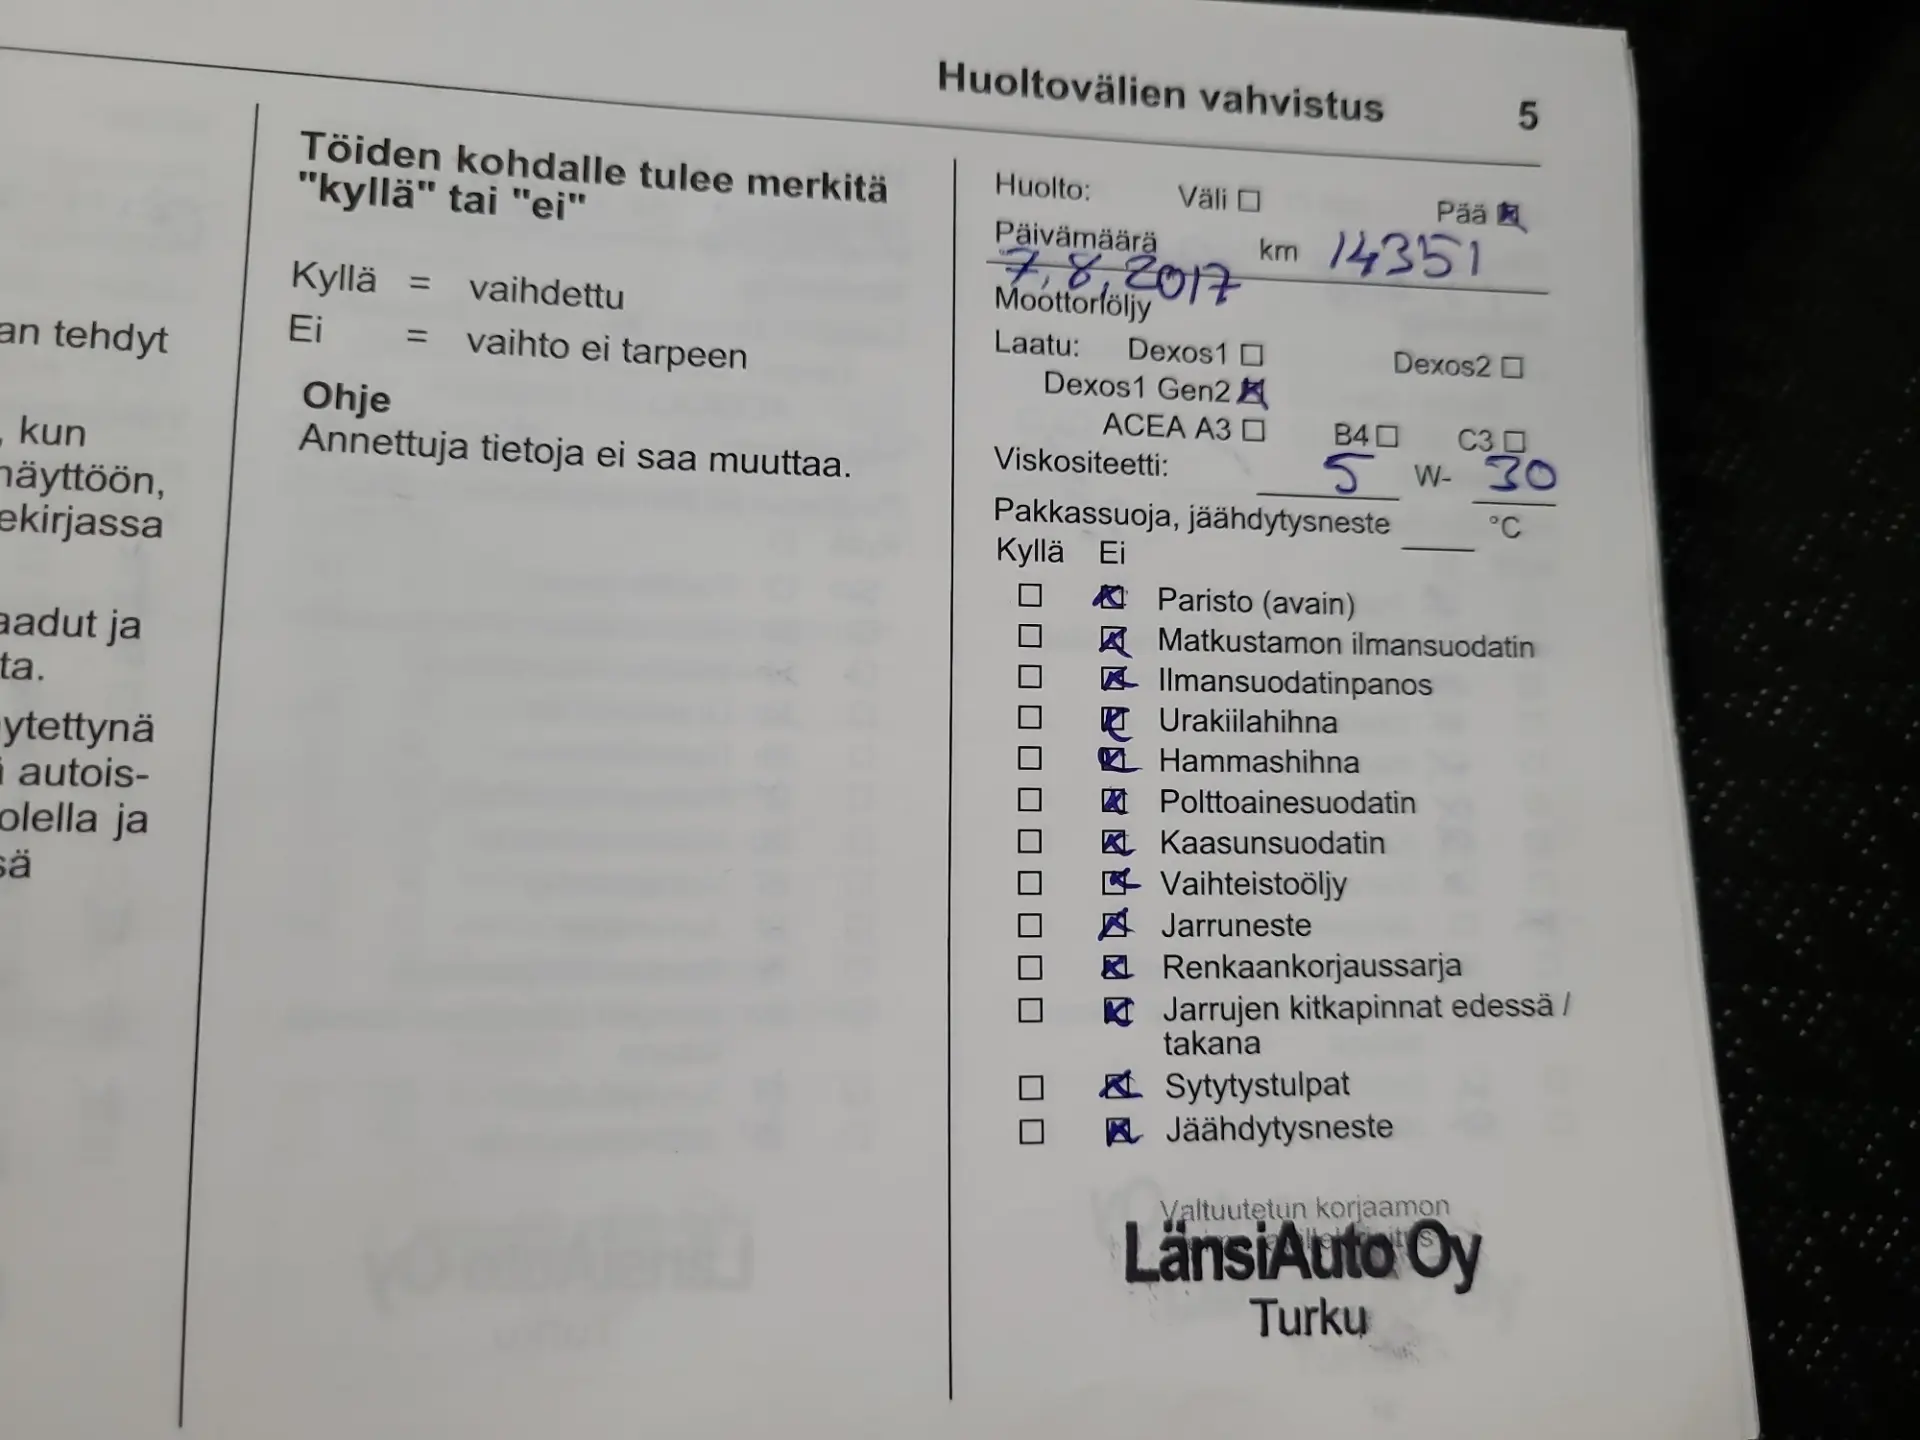 Huoltovälien vahvistus 5
an tehdyt
, kun
näyttöön,
ekirjassa
aadut ja
ta.
ytettynä
autois-
olella ja
sä
Töiden kohdalle tulee merkitä
"kyllä" tai "ei"
Kyllä = vaihdettu
Ei = vaihto ei tarpeen
Ohje
Annettuja tietoja ei saa muuttaa.
Huolto: Väli Pää
Päivämäärä km 14351
7.8.2017
Moottoriöljy
Laatu: Dexos1 Dexos2
Dexos1 Gen2
ACEA A3 B4 C3
Viskositeetti: 5 W- 30
Pakkassuoja, jäähdytysneste °C
Kyllä Ei
Paristo (avain)
Matkustamon ilmansuodatin
Ilmansuodatinpanos
Urakiilahihna
Hammashihna
Polttoainesuodatin
Kaasunsuodatin
Vaihteistoöljy
Jarruneste
Renkaankorjaussarja
Jarrujen kitkapinnat edessä /
takana
Sytytystulpat
Jäähdytysneste
Valtuutetun korjaamon
LänsiAuto Oy
Turku